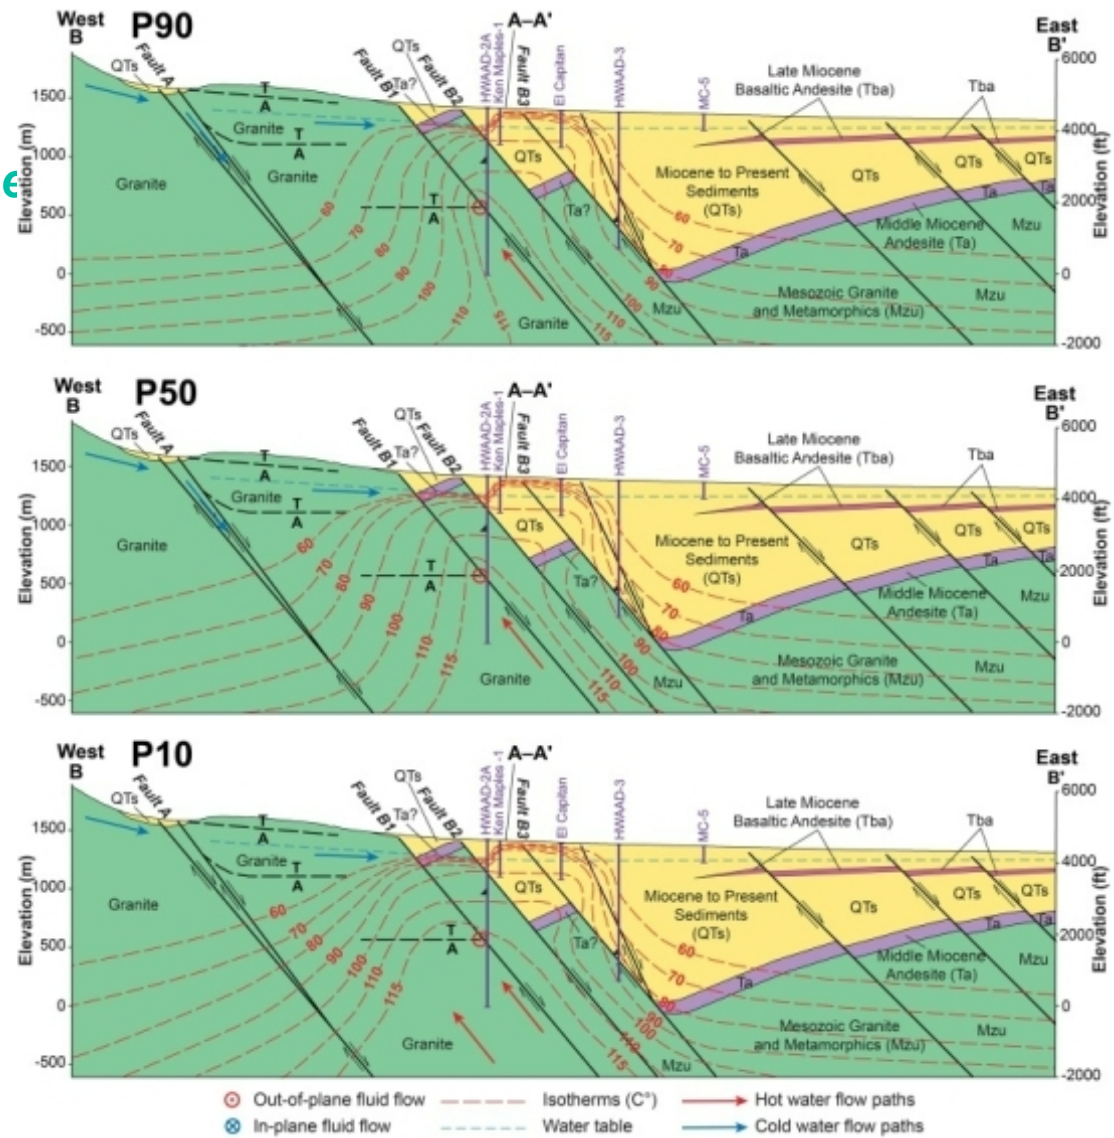 West
B
P90
A–A'
East
B'
QTs
Fault A
Fault B1
QTs
Ta?
Fault B2
HWAAD-2A
Ken Maples-1
Fault B3
El Capitan
HWAAD-3
MC-5
Late Miocene
Basaltic Andesite (Tba)
Tba
6000
4000
2000
0
-2000
Elevation (ft)
1500
1000
500
0
-500
Elevation (m)
e
T
A
Granite
T
A
Granite
Granite
T
A
QTs
Ta?
Miocene to Present
Sediments
(QTs)
QTs
QTs
QTs
Ta
Ta
Ta
Middle Miocene
Andesite (Ta)
Mzu
Mesozoic Granite
and Metamorphics (Mzu)
Mzu
Mzu
Granite
60
70
80
90
100
110
115
60
70
80
90
100
110
115
West
B
P50
A–A'
East
B'
QTs
Fault A
Fault B1
QTs
Ta?
Fault B2
HWAAD-2A
Ken Maples-1
Fault B3
El Capitan
HWAAD-3
MC-5
Late Miocene
Basaltic Andesite (Tba)
Tba
6000
4000
2000
0
-2000
Elevation (ft)
1500
1000
500
0
-500
Elevation (m)
T
A
Granite
T
A
Granite
T
A
QTs
Ta?
Miocene to Present
Sediments
(QTs)
QTs
QTs
QTs
Ta
Ta
Ta
Middle Miocene
Andesite (Ta)
Mzu
Mesozoic Granite
and Metamorphics (Mzu)
Mzu
Mzu
Granite
60
70
80
90
100
110
115
60
70
80
90
100
110
115
West
B
P10
A–A'
East
B'
QTs
Fault A
Fault B1
QTs
Ta?
Fault B2
HWAAD-2A
Ken Maples -1
Fault B3
El Capitan
HWAAD-3
MC-5
Late Miocene
Basaltic Andesite (Tba)
Tba
6000
4000
2000
0
-2000
Elevation (ft)
1500
1000
500
0
-500
Elevation (m)
T
A
Granite
T
A
Granite
T
A
QTs
Ta?
Miocene to Present
Sediments
(QTs)
QTs
QTs
QTs
Ta
Ta
Ta
Middle Miocene
Andesite (Ta)
Mzu
Mesozoic Granite
and Metamorphics (Mzu)
Mzu
Mzu
Granite
60
70
80
90
100
110
115
60
70
80
90
100
110
115
Out-of-plane fluid flow
Isotherms (C°)
Hot water flow paths
In-plane fluid flow
Water table
Cold water flow paths